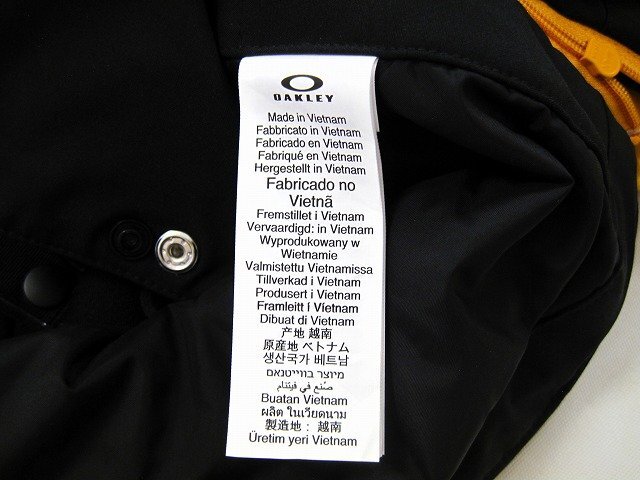 OAKLEY
Made in Vietnam
Fabbricato in Vietnam
Fabricado en Vietnam
Fabriqué en Vietnam
Hergestellt in Vietnam
Fabricado no
Vietnã
Fremstillet i Vietnam
Vervaardigd: in Vietnam
Wyprodukowany w
Wietnamie
Valmistettu Vietnamissa
Tillverkad i Vietnam
Produsert i Vietnam
Framleitt í Víetnam
Dibuat di Vietnam
产地 越南
原産地 ベトナム
생산국가 베트남
מיוצר בווייטנאם
صُنع في فيتنام
Buatan Vietnam
ผลิต ในเวียดนาม
製造地： 越南
Üretim yeri Vietnam